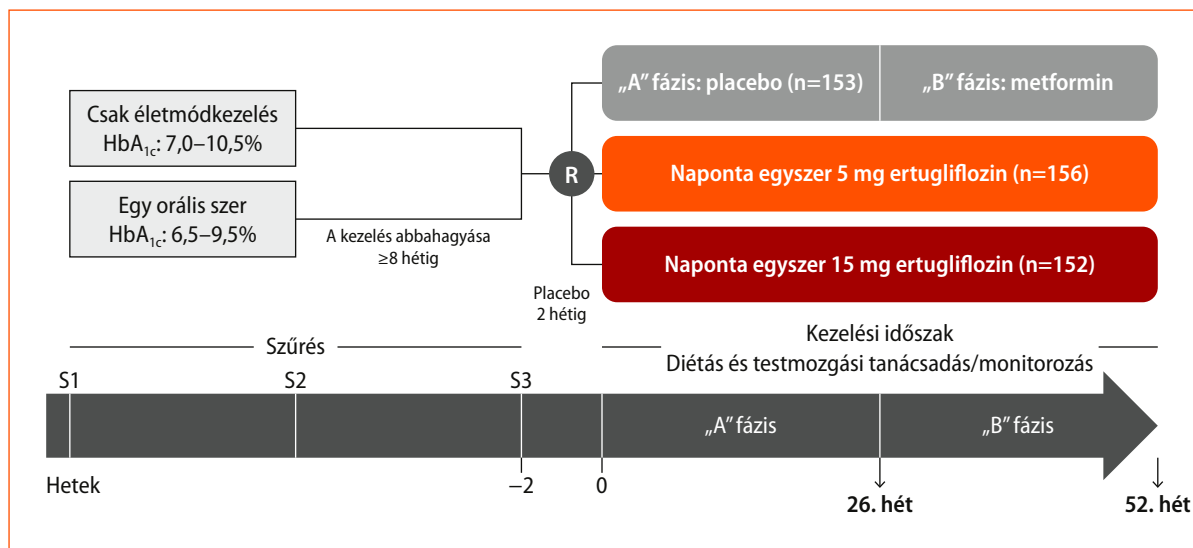 Csak életmódkezelés
HbA1c: 7,0–10,5%
Egy orális szer
HbA1c: 6,5–9,5%
A kezelés abbahagyása
≥8 hétig
R
Placebo
2 hétig
„A” fázis: placebo (n=153)
„B” fázis: metformin
Naponta egyszer 5 mg ertugliflozin (n=156)
Naponta egyszer 15 mg ertugliflozin (n=152)
Szűrés
Kezelési időszak
Diétás és testmozgási tanácsadás/monitorozás
S1
S2
S3
„A” fázis
„B” fázis
Hetek
–2
0
26. hét
52. hét